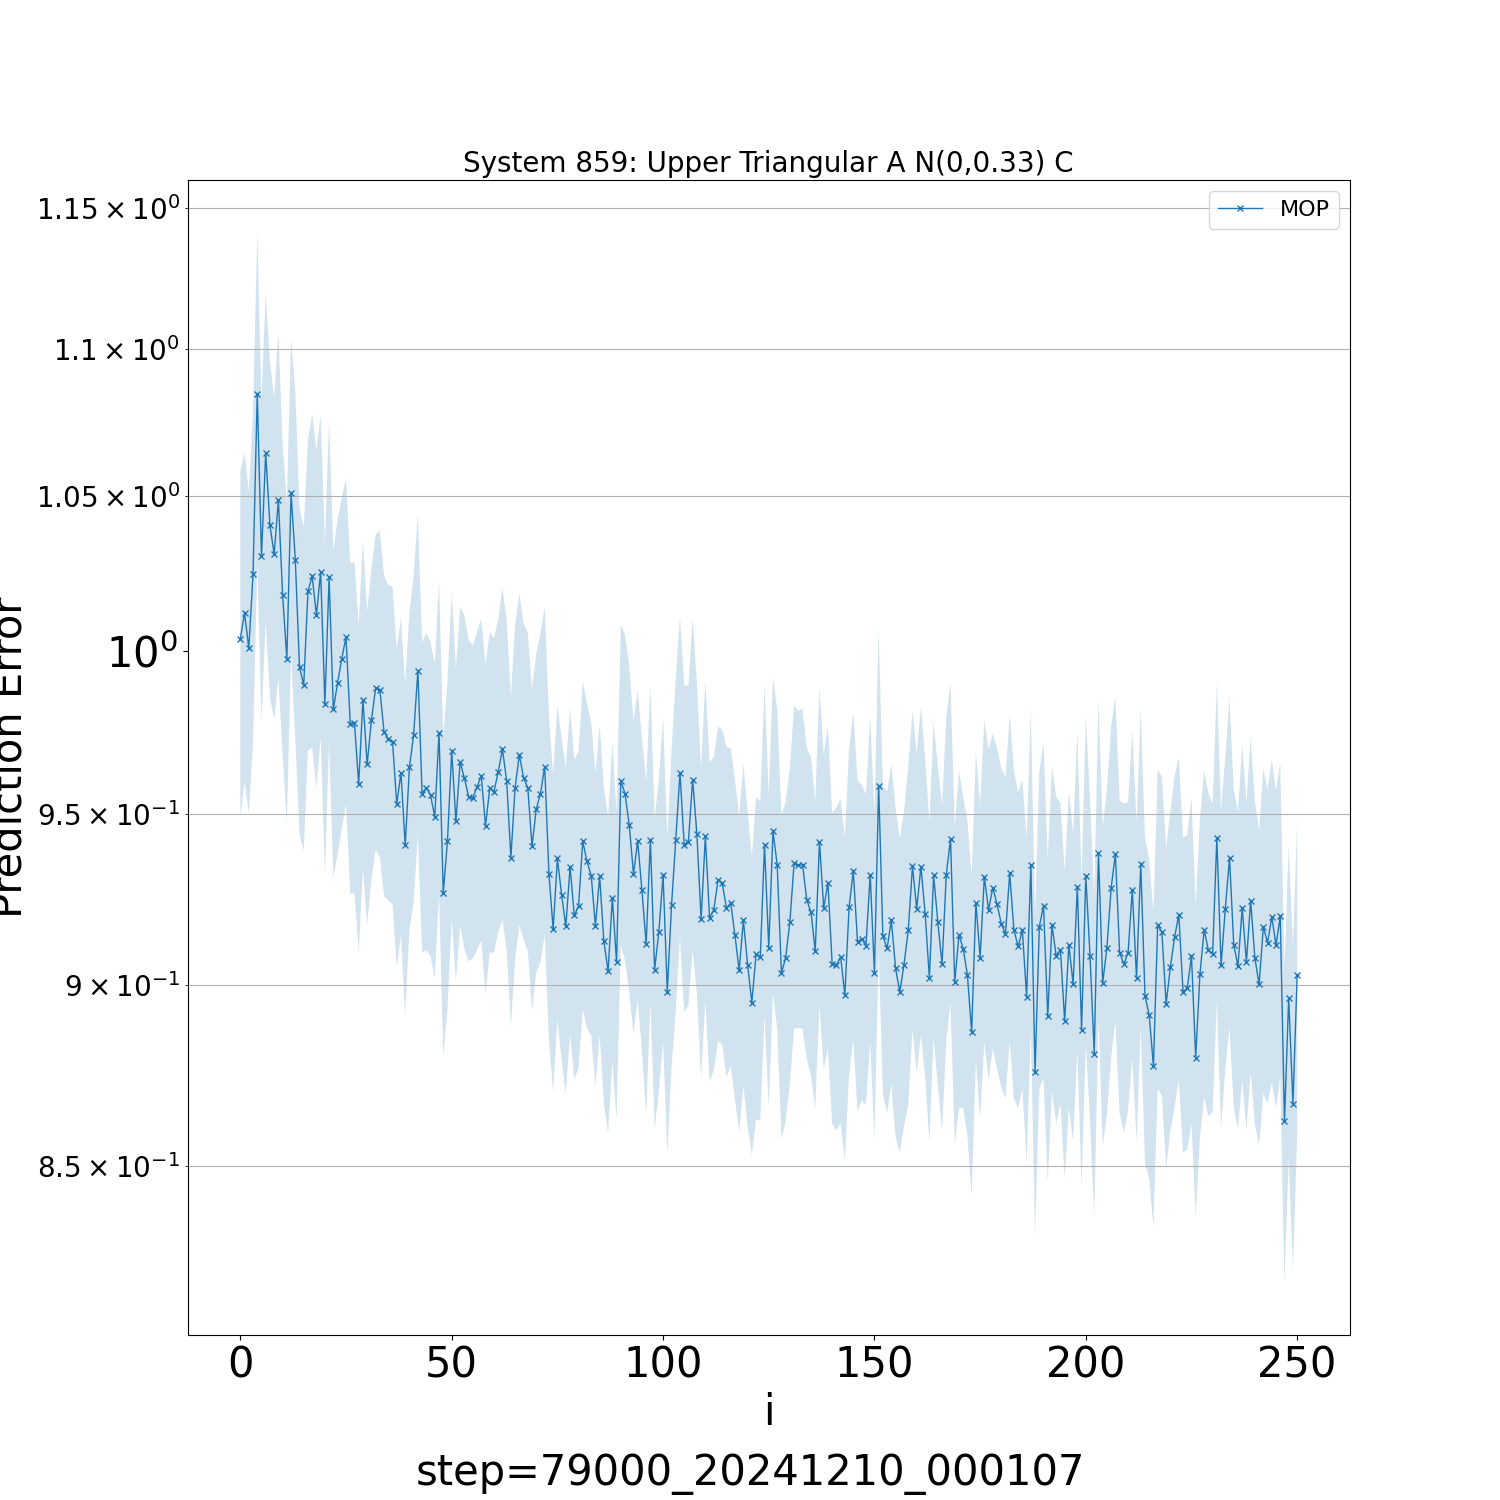 System 859: Upper Triangular A N(0,0.33) C
MOP
Prediction Error
1.15 × 10⁰
1.1 × 10⁰
1.05 × 10⁰
10⁰
9.5 × 10⁻¹
9 × 10⁻¹
8.5 × 10⁻¹
0 50 100 150 200 250
i
step=79000_20241210_000107